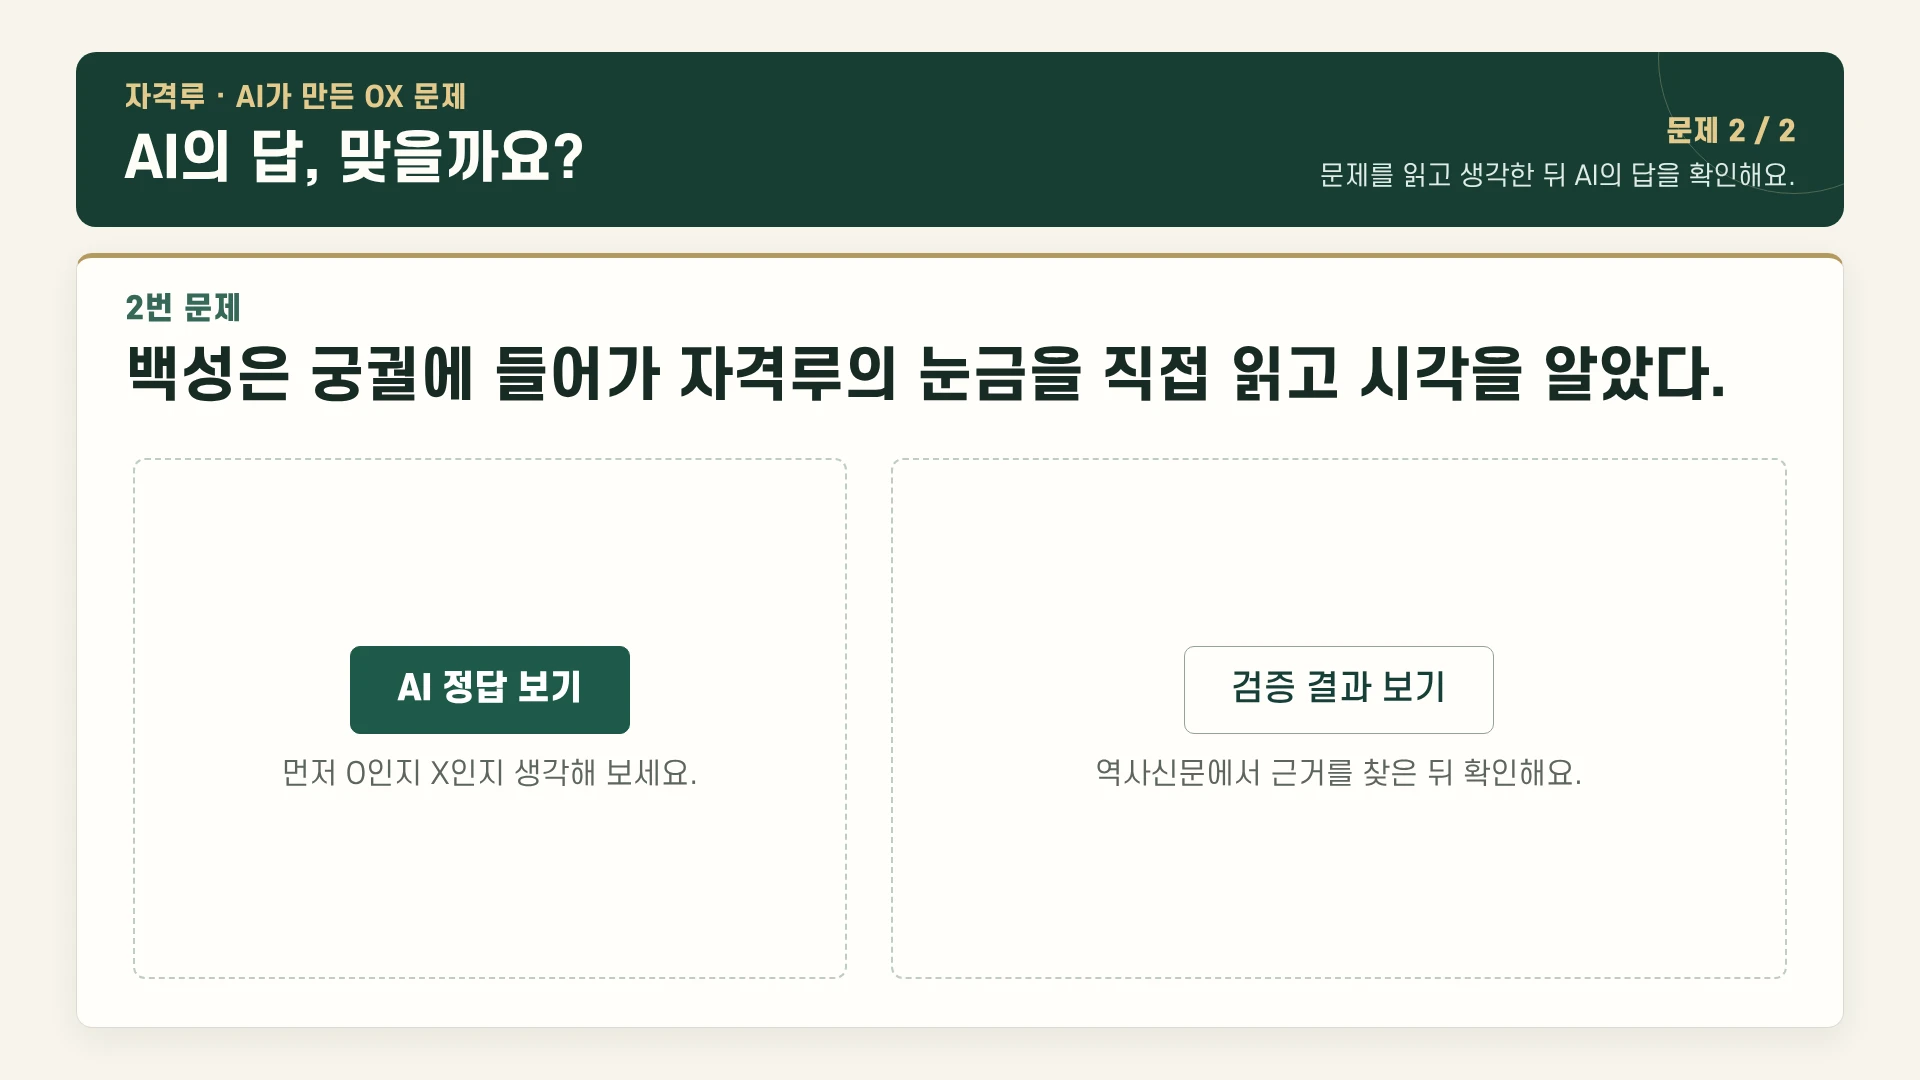 자격루 · AI가 만든 OX 문제
AI의 답, 맞을까요?
문제 2 / 2
문제를 읽고 생각한 뒤 AI의 답을 확인해요.
2번 문제
백성은 궁궐에 들어가 자격루의 눈금을 직접 읽고 시각을 알았다.
AI 정답 보기
먼저 O인지 X인지 생각해 보세요.
검증 결과 보기
역사신문에서 근거를 찾은 뒤 확인해요.